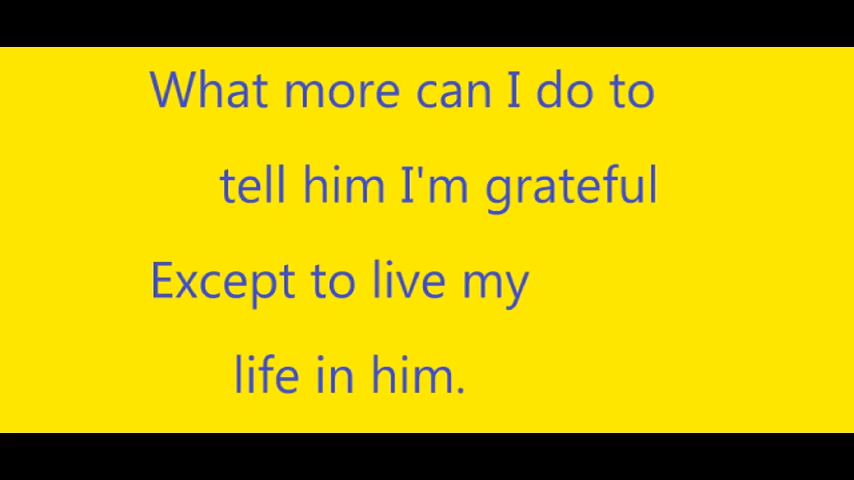 What more can I do to
tell him I'm grateful
Except to live my
life in him.